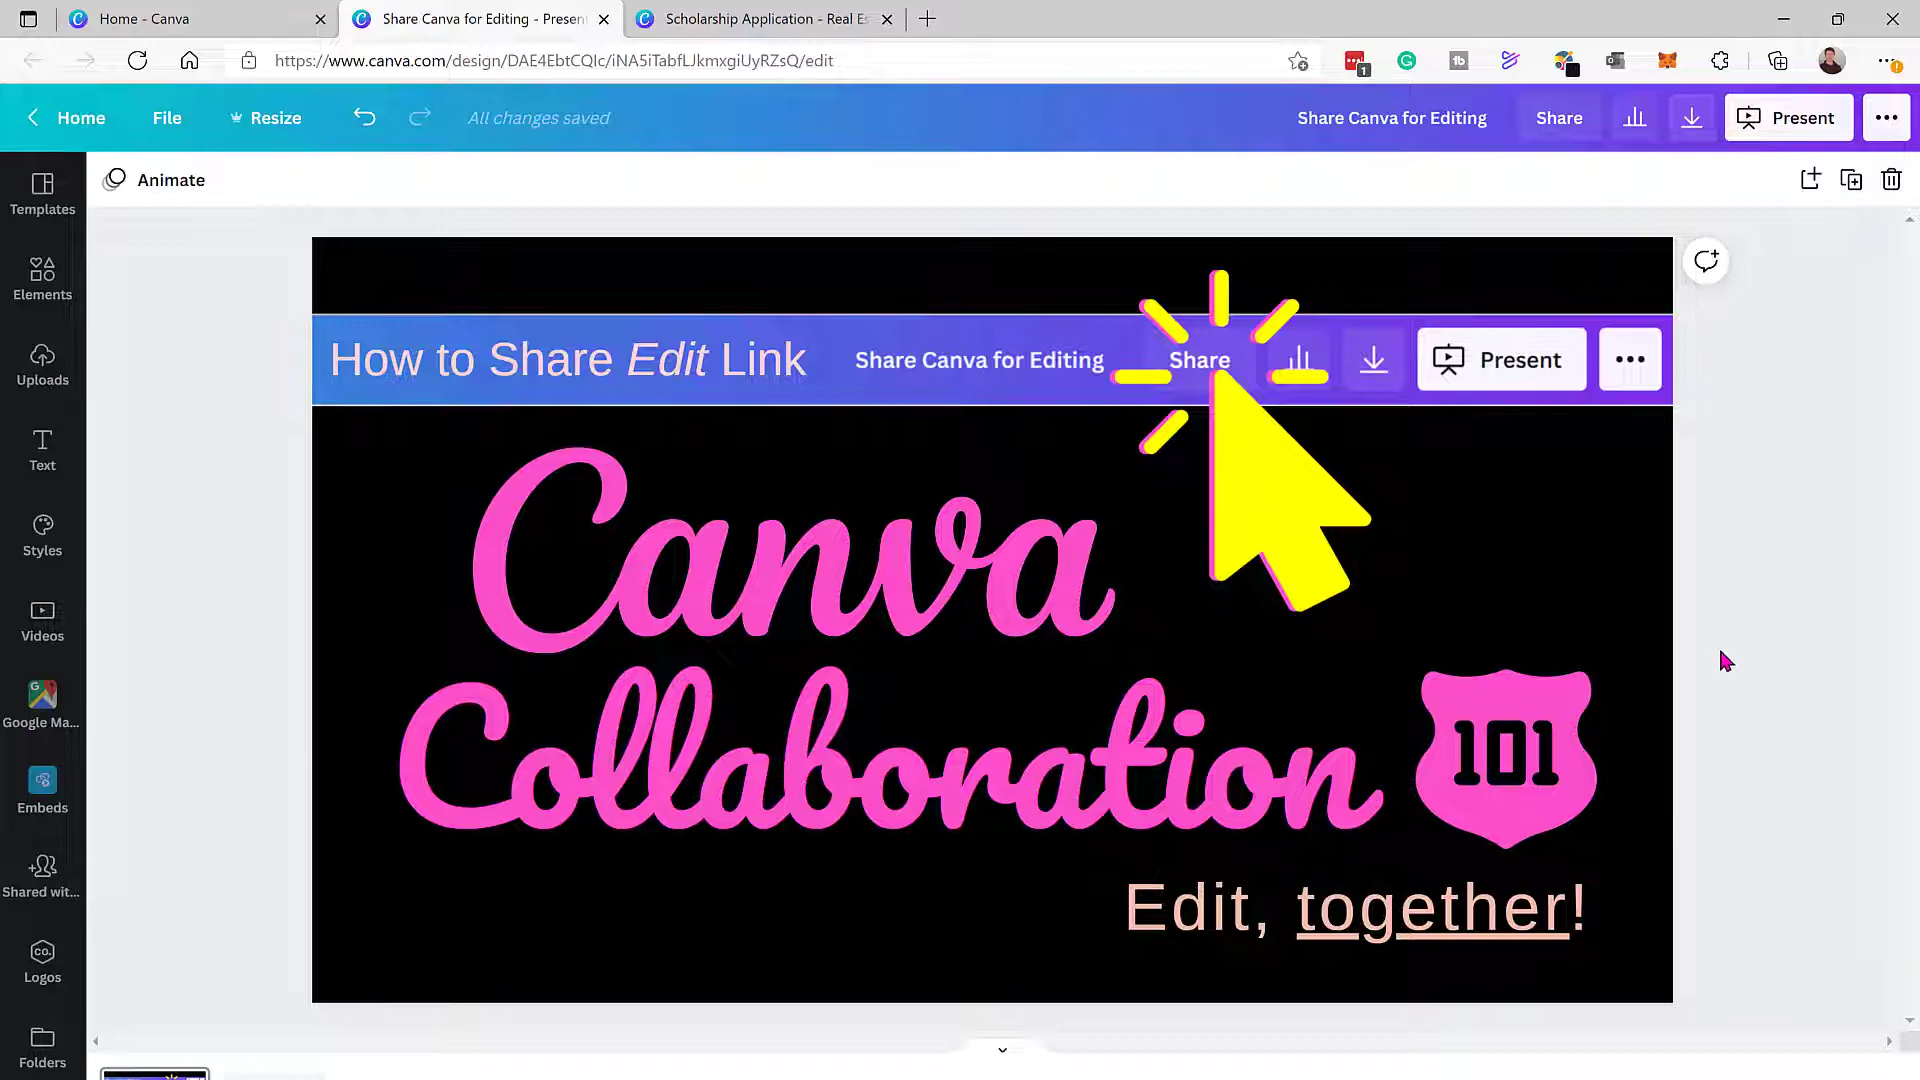 Home - Canva
Share Canva for Editing - Presen
Scholarship Application - Real Es
https://www.canva.com/design/DAE4EbtCQIc/iNA5iTabfLJkmxgiUyRZsQ/edit
1
Home
File
Resize
All changes saved
Share Canva for Editing
Share
Present
Animate
Templates
Elements
Uploads
Text
Styles
Videos
Google Ma...
Embeds
Shared wit...
CO.
Logos
Folders
How to Share Edit Link
Share Canva for Editing
Share
Present
Canva
Collaboration
101
Edit, together!